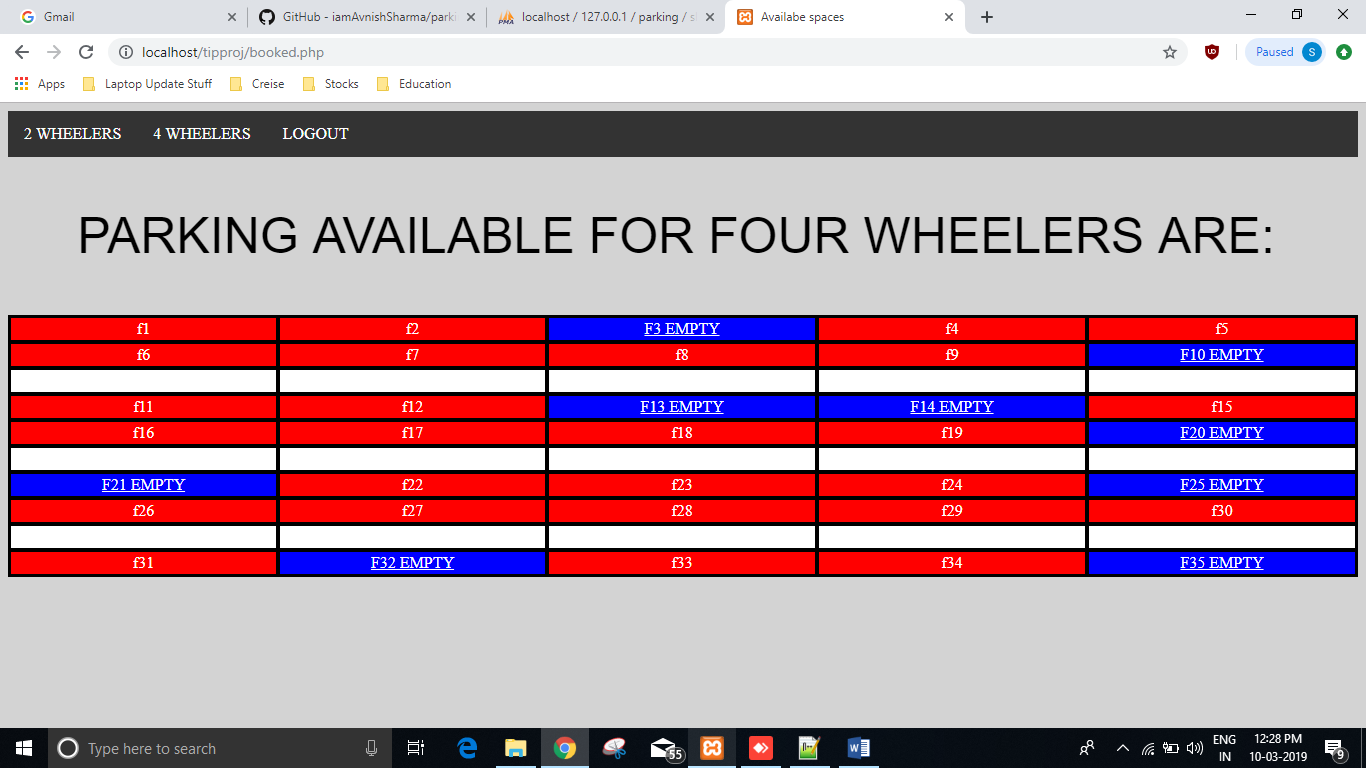 Gmail GitHub - iamAvnishSharma/parki localhost / 127.0.0.1 / parking / sl Availabe spaces
localhost/tipproj/booked.php Paused S
Apps Laptop Update Stuff Creise Stocks Education
2 WHEELERS 4 WHEELERS LOGOUT
PARKING AVAILABLE FOR FOUR WHEELERS ARE:
f1 f2 F3 EMPTY f4 f5
f6 f7 f8 f9 F10 EMPTY
f11 f12 F13 EMPTY F14 EMPTY f15
f16 f17 f18 f19 F20 EMPTY
F21 EMPTY f22 f23 f24 F25 EMPTY
f26 f27 f28 f29 f30
f31 F32 EMPTY f33 f34 F35 EMPTY
Type here to search 55 ENG 12:28 PM
IN 10-03-2019 9